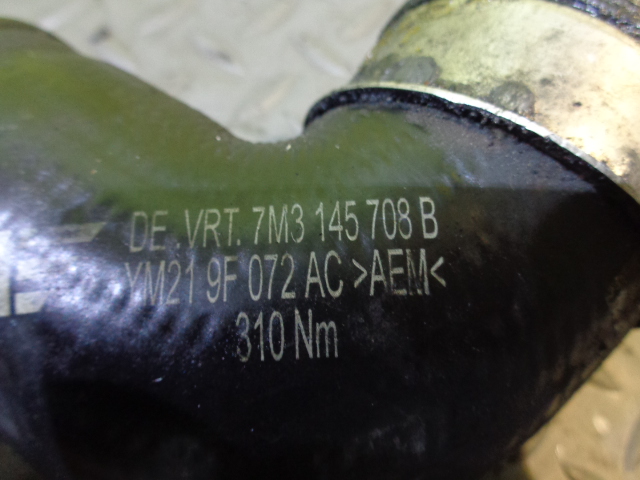 DE .VRT. 7M3 145 708 B
YM21 9F 072 AC >AEM<
310 Nm